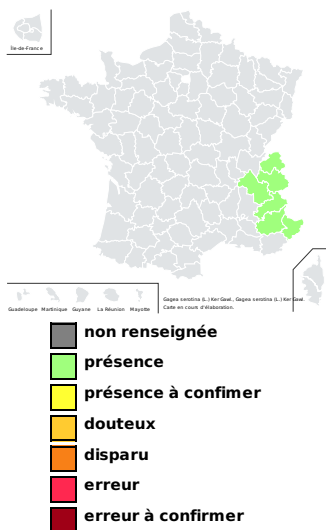 Île-de-France
Guadeloupe Martinique Guyane La Réunion Mayotte
Gagea serotina (L.) Ker Gawl., Gagea serotina (L.) Ker Gawl.
Carte en cours d'élaboration.
non renseignée
présence
présence à confimer
douteux
disparu
erreur
erreur à confirmer